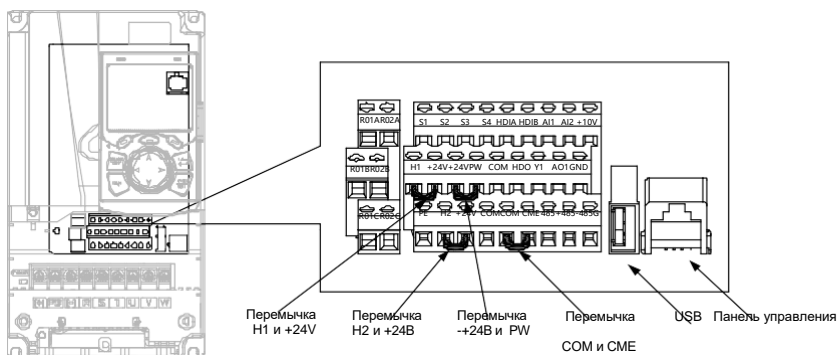 R01A R02A
S1 S2 S3 S4 HDIA HDIB AI1 AI2 +10V
R01B R02B
H1 +24V +24V PW COM HDO Y1 AO1 GND
R01C R02C
PE H2 +24V COM COM CME 485+ 485- 485G
Перемычка
H1 и +24V
Перемычка
H2 и +24В
Перемычка
-+24В и PW
Перемычка
COM и CME
USB
Панель управления